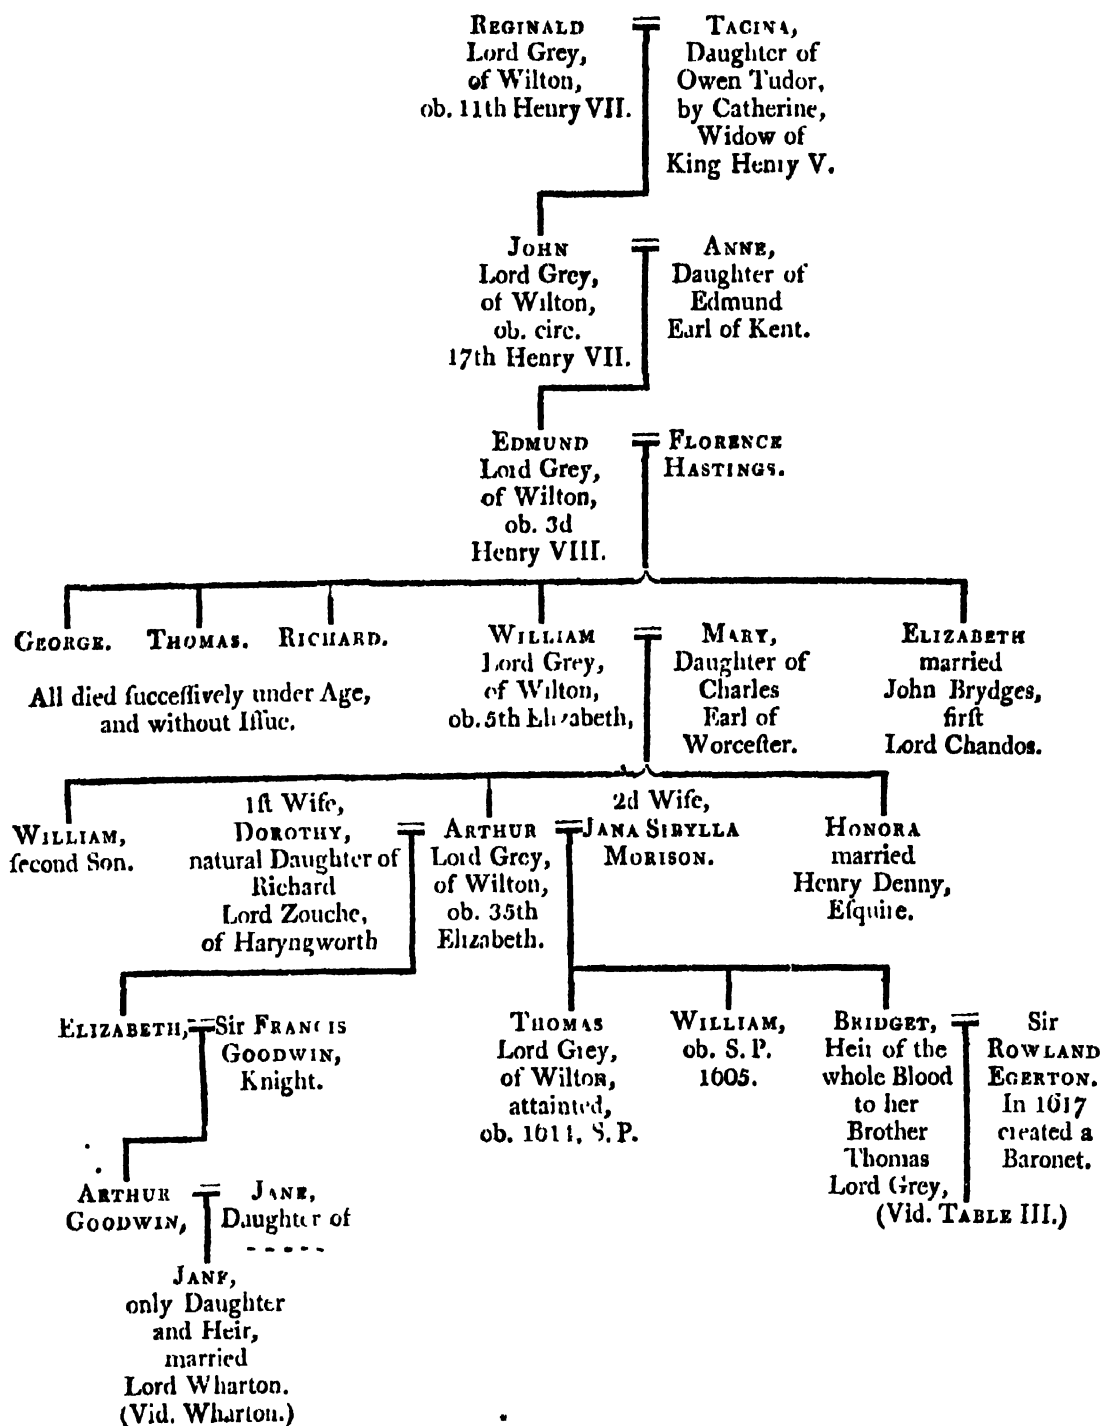 REGINALD
Lord Grey,
of Wilton,
ob. 11th Henry VII.
=
TACINA,
Daughter of
Owen Tudor,
by Catherine,
Widow of
King Henry V.
JOHN
Lord Grey,
of Wilton,
ob. circ.
17th Henry VII.
=
ANNE,
Daughter of
Edmund
Earl of Kent.
EDMUND
Lord Grey,
of Wilton,
ob. 3d
Henry VIII.
=
FLORENCE
HASTINGS.
GEORGE. THOMAS. RICHARD.
All died ſucceſſively under Age,
and without Iſſue.
WILLIAM
Lord Grey,
of Wilton,
ob. 5th Elizabeth,
=
MARY,
Daughter of
Charles
Earl of
Worceſter.
ELIZABETH
married
John Brydges,
firſt
Lord Chandos.
WILLIAM,
ſecond Son.
1ſt Wife,
DOROTHY,
natural Daughter of
Richard
Lord Zouche,
of Haryngworth
=
ARTHUR
Lord Grey,
of Wilton,
ob. 35th
Elizabeth.
=
2d Wife,
JANA SIBYLLA
MORISON.
HONORA
married
Henry Denny,
Eſquire.
ELIZABETH,
=
Sir FRANCIS
GOODWIN,
Knight.
THOMAS
Lord Grey,
of Wilton,
attainted,
ob. 1614, S.P.
WILLIAM,
ob. S. P.
1605.
BRIDGET,
Heir of the
whole Blood
to her
Brother
Thomas
Lord Grey,
=
Sir
ROWLAND
EGERTON.
In 1617
created a
Baronet.
(Vid. TABLE III.)
ARTHUR
GOODWIN,
=
JANE,
Daughter of
- - - - -
JANE,
only Daughter
and Heir,
married
Lord Wharton.
(Vid. Wharton.)